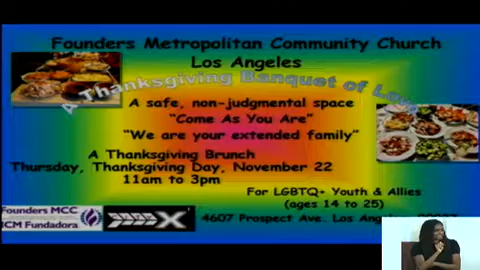 Founders Metropolitan Community Church
Los Angeles
A Thanksgiving Banquet of Love
A safe, non-judgmental space
“Come As You Are”
“We are your extended family”
A Thanksgiving Brunch
Thursday, Thanksgiving Day, November 22
11am to 3pm
For LGBTQ+ Youth & Allies
(ages 14 to 25)
Founders MCC
ICM Fundadora
4607 Prospect Ave. Los